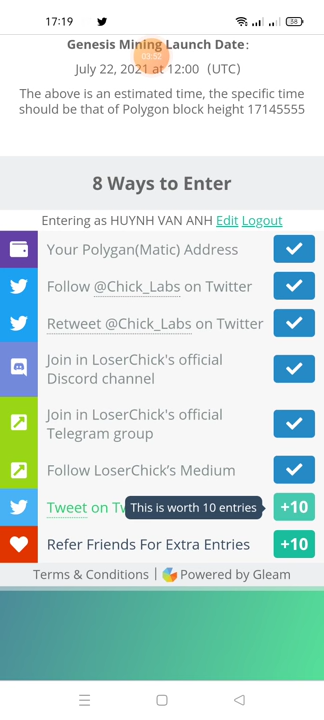 17:19
58
Genesis Mining Launch Date:
03:52
July 22, 2021 at 12:00 (UTC)
The above is an estimated time, the specific time
should be that of Polygon block height 17145555
8 Ways to Enter
Entering as HUYNH VAN ANH Edit Logout
Your Polygan(Matic) Address
Follow @Chick_Labs on Twitter
Retweet @Chick_Labs on Twitter
Join in LoserChick's official
Discord channel
Join in LoserChick's official
Telegram group
Follow LoserChick’s Medium
Tweet on Tw This is worth 10 entries +10
Refer Friends For Extra Entries +10
Terms & Conditions | Powered by Gleam